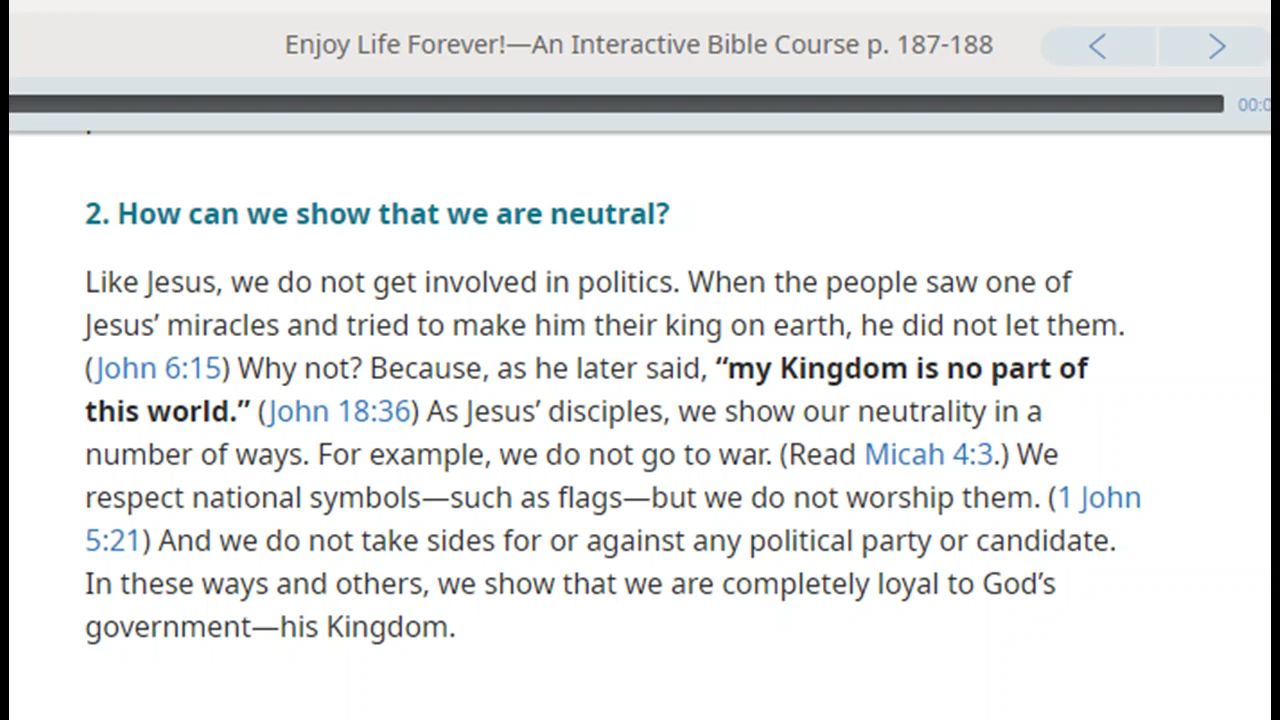 Enjoy Life Forever!—An Interactive Bible Course p. 187-188
2. How can we show that we are neutral?
Like Jesus, we do not get involved in politics. When the people saw one of
Jesus’ miracles and tried to make him their king on earth, he did not let them.
(John 6:15) Why not? Because, as he later said, “my Kingdom is no part of
this world.” (John 18:36) As Jesus’ disciples, we show our neutrality in a
number of ways. For example, we do not go to war. (Read Micah 4:3.) We
respect national symbols—such as flags—but we do not worship them. (1 John
5:21) And we do not take sides for or against any political party or candidate.
In these ways and others, we show that we are completely loyal to God’s
government—his Kingdom.